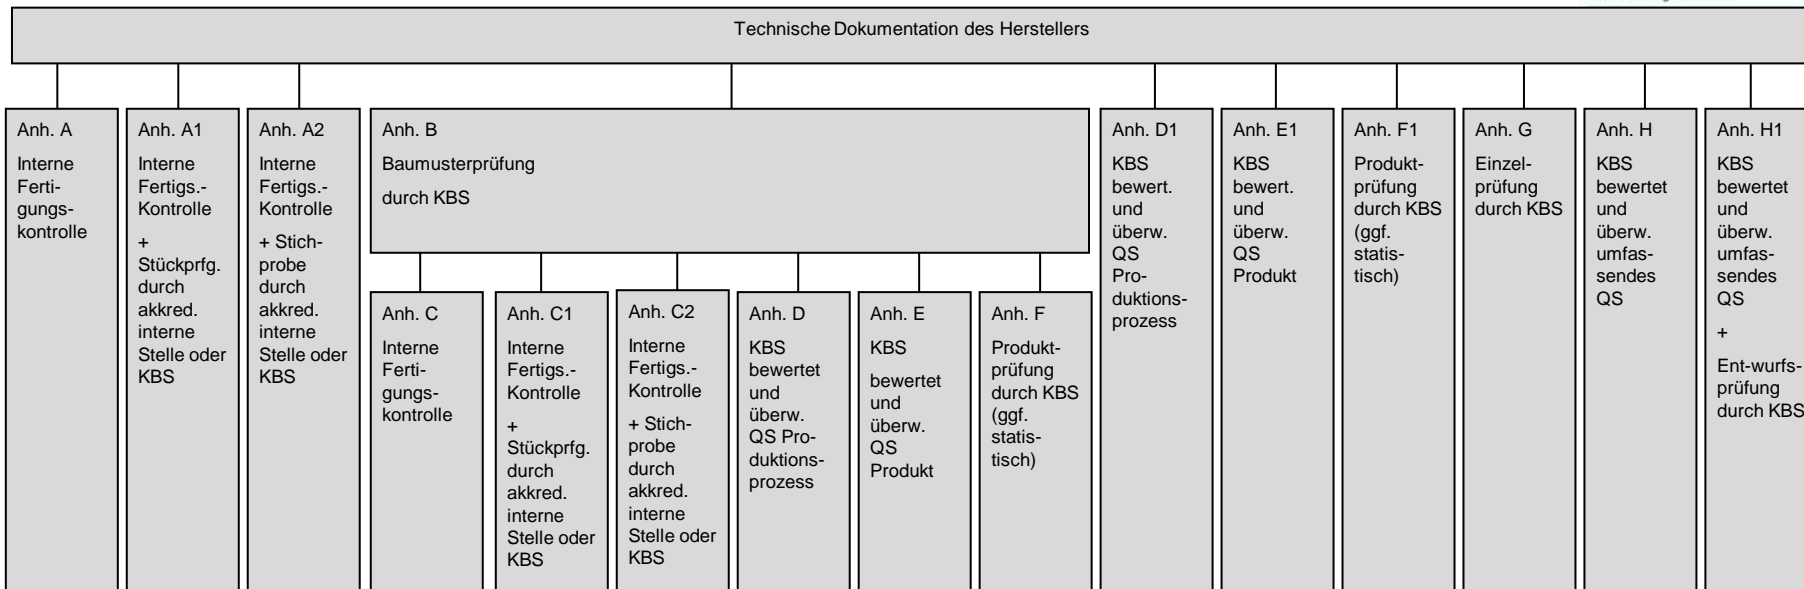 Technische Dokumentation des Herstellers
Anh. A
Interne
Ferti-
gungs-
kontrolle
Anh. A1
Interne
Fertigs.-
Kontrolle
+
Stückprfg.
durch
akkred.
interne
Stelle oder
KBS
Anh. A2
Interne
Fertigs.-
Kontrolle
+ Stich-
probe
durch
akkred.
interne
Stelle oder
KBS
Anh. B
Baumusterprüfung
durch KBS
Anh. C
Interne
Ferti-
gungs-
kontrolle
Anh. C1
Interne
Fertigs.-
Kontrolle
+
Stückprfg.
durch
akkred.
interne
Stelle oder
KBS
Anh. C2
Interne
Fertigs.-
Kontrolle
+ Stich-
probe
durch
akkred.
interne
Stelle oder
KBS
Anh. D
KBS
bewertet
und
überw.
QS Pro-
duktions-
prozess
Anh. E
KBS
bewertet
und
überw.
QS
Produkt
Anh. F
Produkt-
prüfung
durch KBS
(ggf.
statis-
tisch)
Anh. D1
KBS
bewert.
und
überw.
QS
Pro-
duktions-
prozess
Anh. E1
KBS
bewert.
und
überw.
QS
Produkt
Anh. F1
Produkt-
prüfung
durch KBS
(ggf.
statis-
tisch)
Anh. G
Einzel-
prüfung
durch KBS
Anh. H
KBS
bewertet
und
überw.
umfas-
sendes
QS
Anh. H1
KBS
bewertet
und
überw.
umfas-
sendes
QS
+
Ent-wurfs-
prüfung
durch KBS